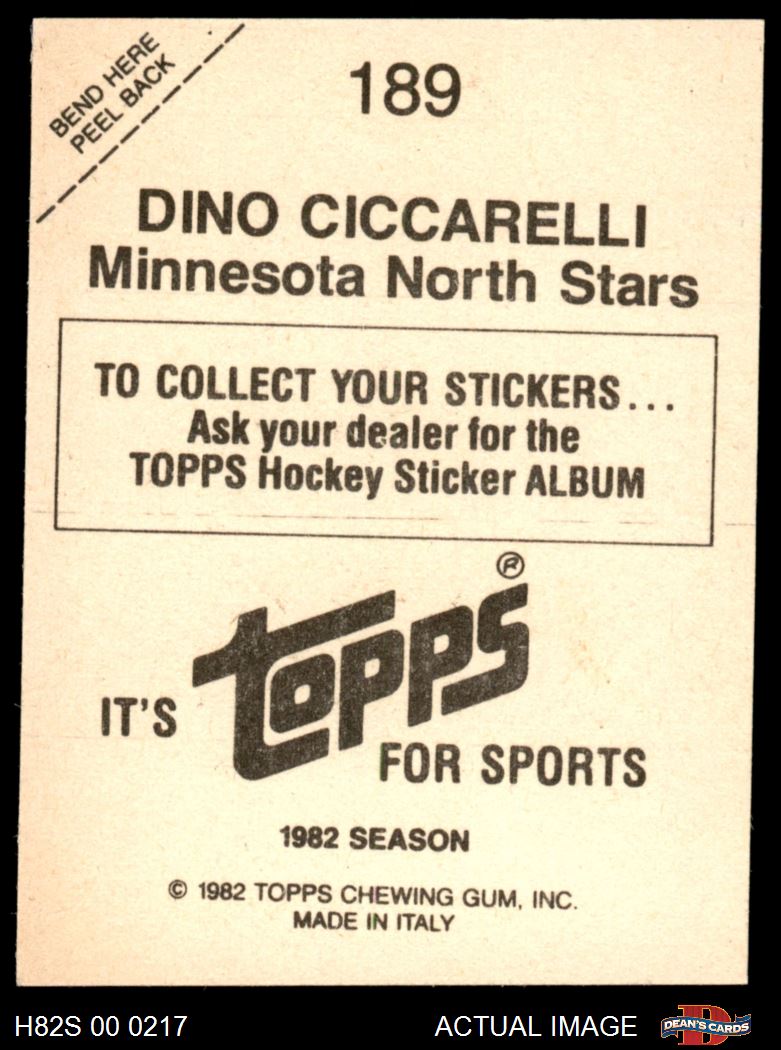 BEND HERE
PEEL BACK
189
DINO CICCARELLI
Minnesota North Stars
TO COLLECT YOUR STICKERS...
Ask your dealer for the
TOPPS Hockey Sticker ALBUM
IT'S
TOPPS ®
FOR SPORTS
1982 SEASON
© 1982 TOPPS CHEWING GUM, INC.
MADE IN ITALY
H82S 00 0217
ACTUAL IMAGE
D
DEAN'S CARDS